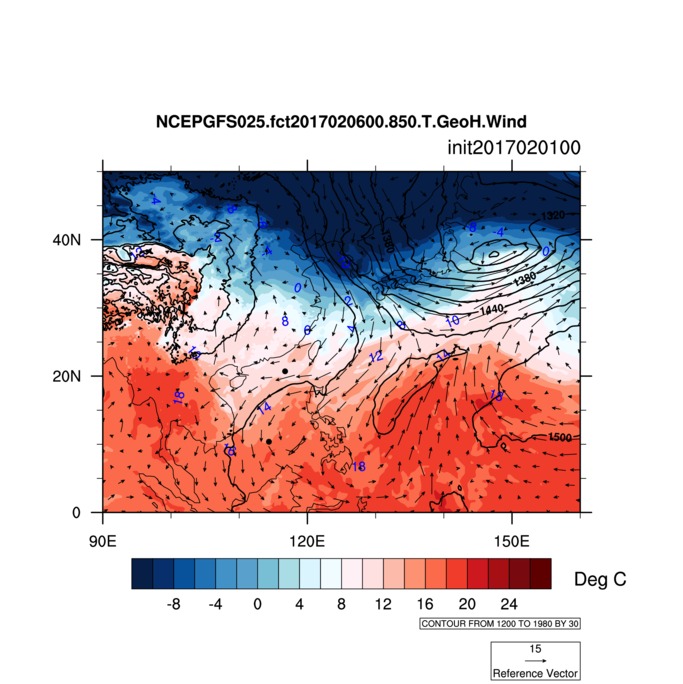 NCEPGFS025.fct2017020600.850.T.GeoH.Wind
init2017020100
1320
40N
1380
1440
20N
1500
0
90E 120E 150E
-8 -4 0 4 8 12 16 20 24 Deg C
CONTOUR FROM 1200 TO 1980 BY 30
15
Reference Vector